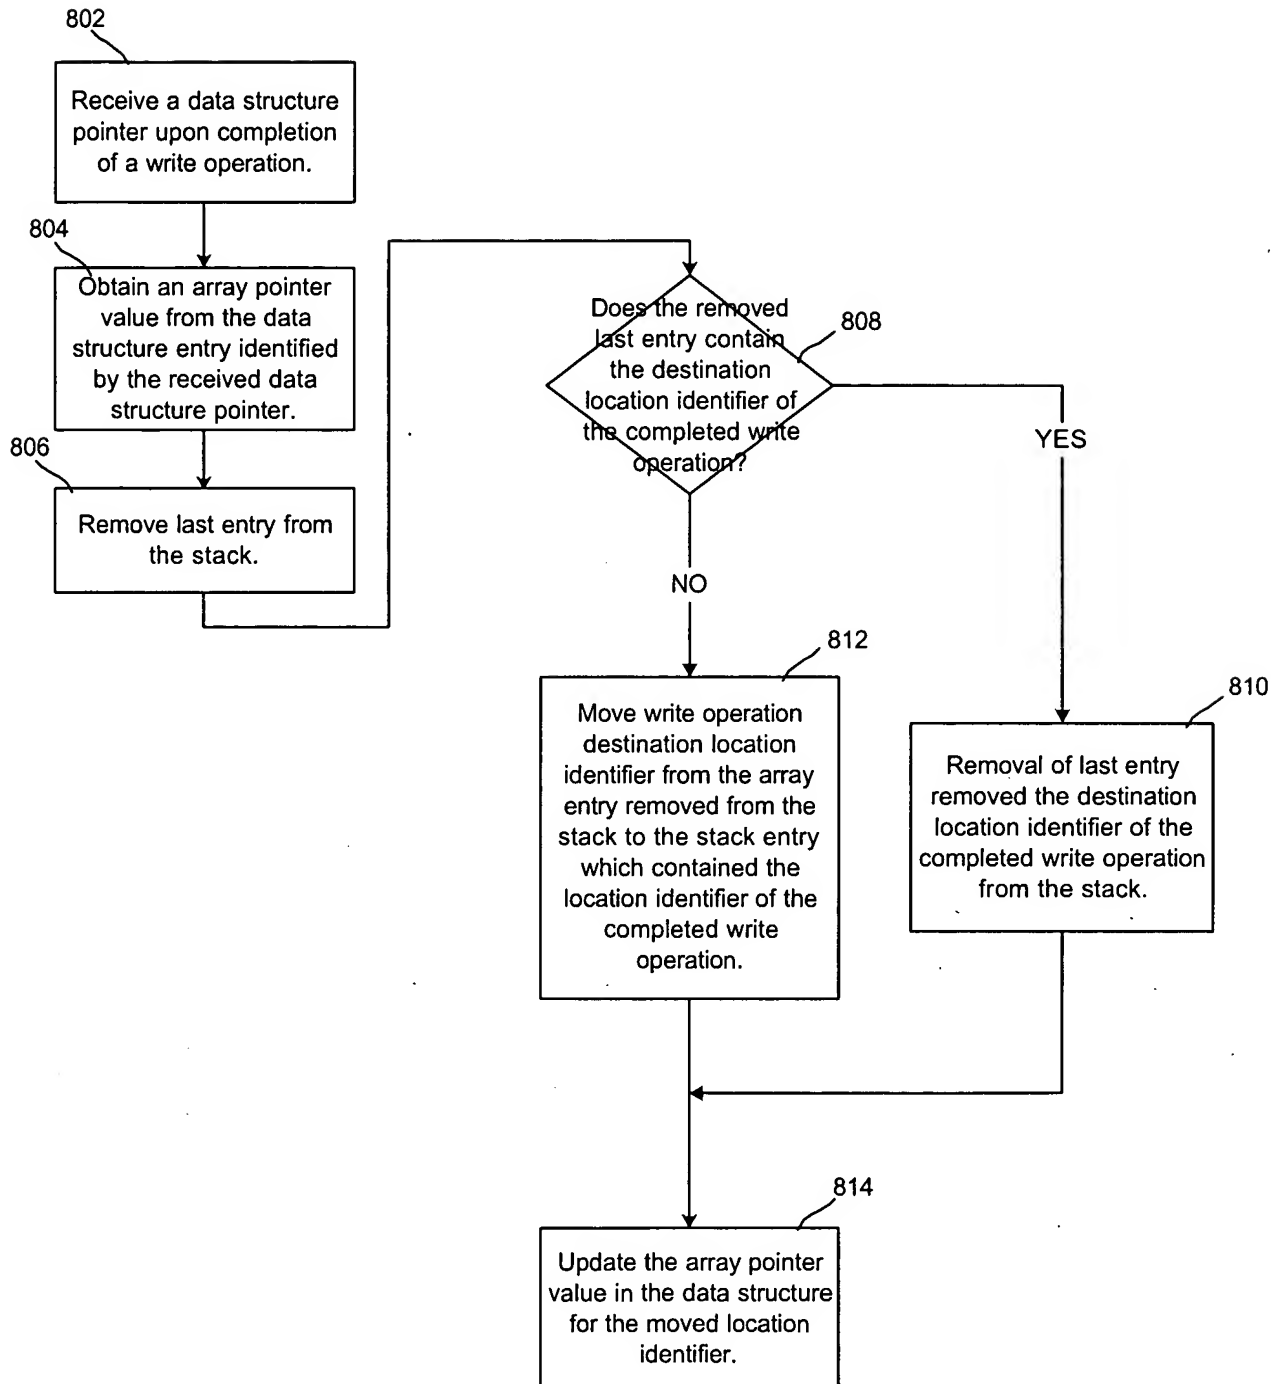 802
Receive a data structure
pointer upon completion
of a write operation.
804
Obtain an array pointer
value from the data
structure entry identified
by the received data
structure pointer.
806
Remove last entry from
the stack.
Does the removed
last entry contain
the destination
location identifier of
the completed write
operation?
808
YES
NO
812
Move write operation
destination location
identifier from the array
entry removed from the
stack to the stack entry
which contained the
location identifier of the
completed write
operation.
810
Removal of last entry
removed the destination
location identifier of the
completed write operation
from the stack.
814
Update the array pointer
value in the data structure
for the moved location
identifier.